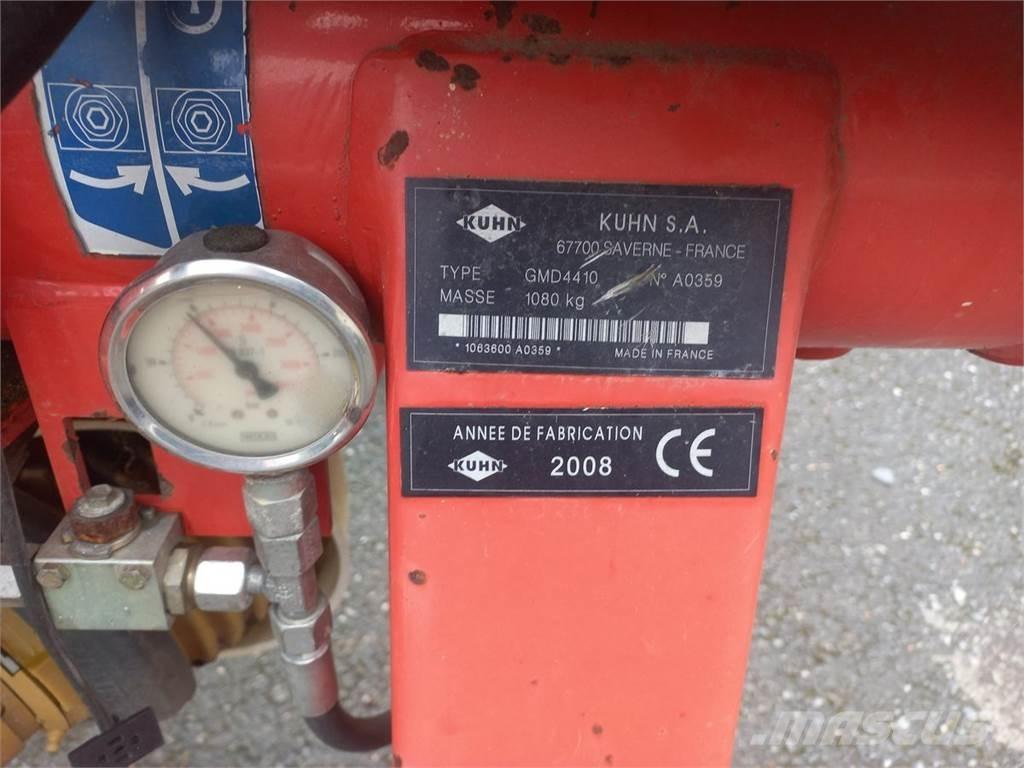 KUHN
KUHN S.A.
67700 SAVERNE - FRANCE
TYPE GMD4410 N° A0359
MASSE 1080 kg
* 1063600 A0359 *
MADE IN FRANCE
ANNEE DE FABRICATION
KUHN 2008 CE
MASCUS